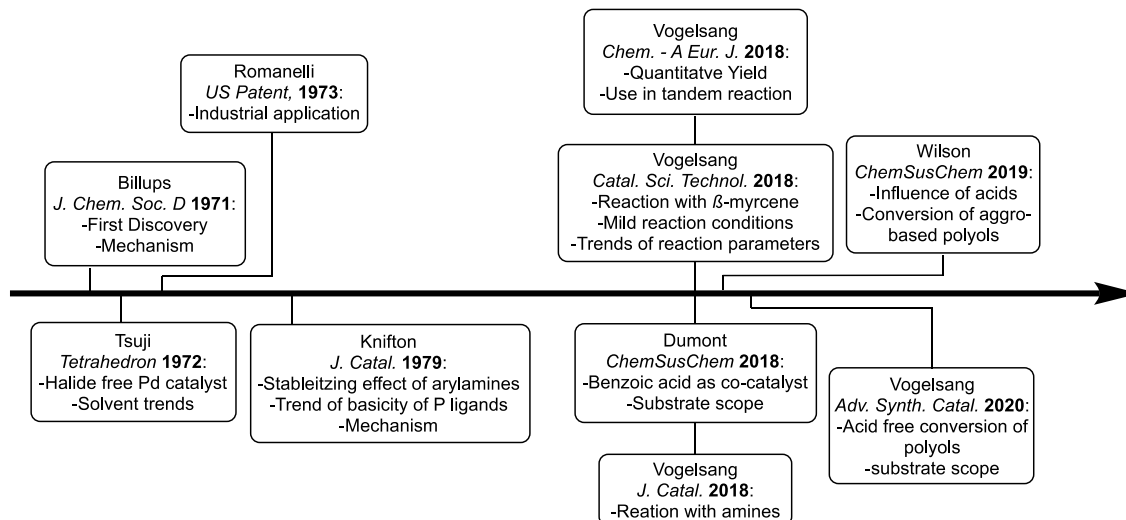 Vogelsang
Chem. - A Eur. J. 2018:
-Quantitatve Yield
-Use in tandem reaction
Romanelli
US Patent, 1973:
-Industrial application
Billups
J. Chem. Soc. D 1971:
-First Discovery
-Mechanism
Vogelsang
Catal. Sci. Technol. 2018:
-Reaction with ß-myrcene
-Mild reaction conditions
-Trends of reaction parameters
Wilson
ChemSusChem 2019:
-Influence of acids
-Conversion of aggro-
based polyols
Tsuji
Tetrahedron 1972:
-Halide free Pd catalyst
-Solvent trends
Knifton
J. Catal. 1979:
-Stableitzing effect of arylamines
-Trend of basicity of P ligands
-Mechanism
Dumont
ChemSusChem 2018:
-Benzoic acid as co-catalyst
-Substrate scope
Vogelsang
Adv. Synth. Catal. 2020:
-Acid free conversion of
polyols
-substrate scope
Vogelsang
J. Catal. 2018:
-Reation with amines